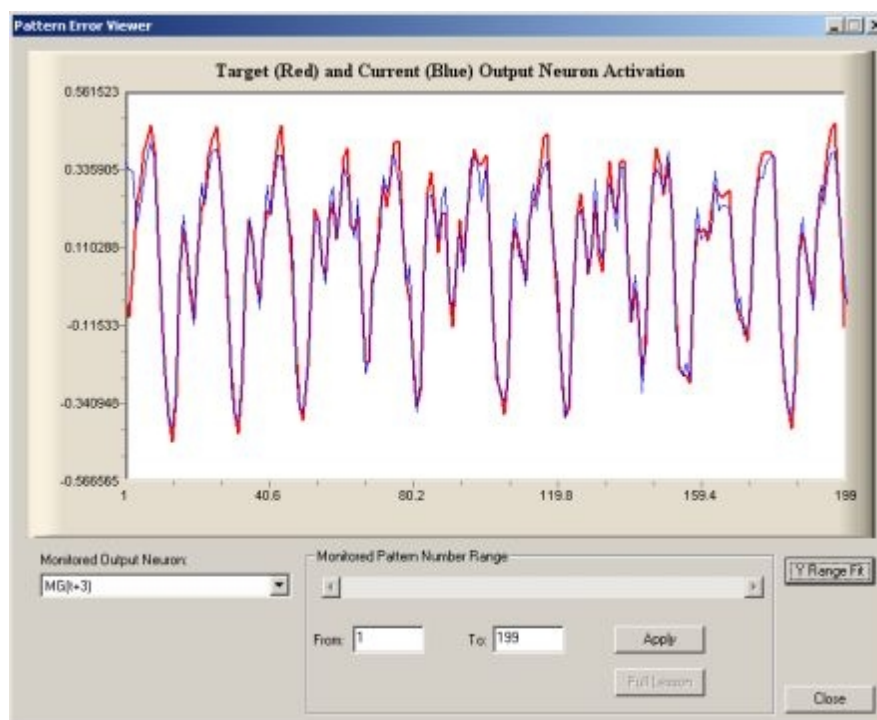 Pattern Error Viewer
Target (Red) and Current (Blue) Output Neuron Activation
0.561523
0.335905
0.110288
-0.11533
-0.340948
-0.566565
1 40.6 80.2 119.8 159.4 199
Monitored Output Neuron:
MG(t+3)
Monitored Pattern Number Range
From: 1 To: 199 Apply
Full Lesson
Y Range Fit
Close